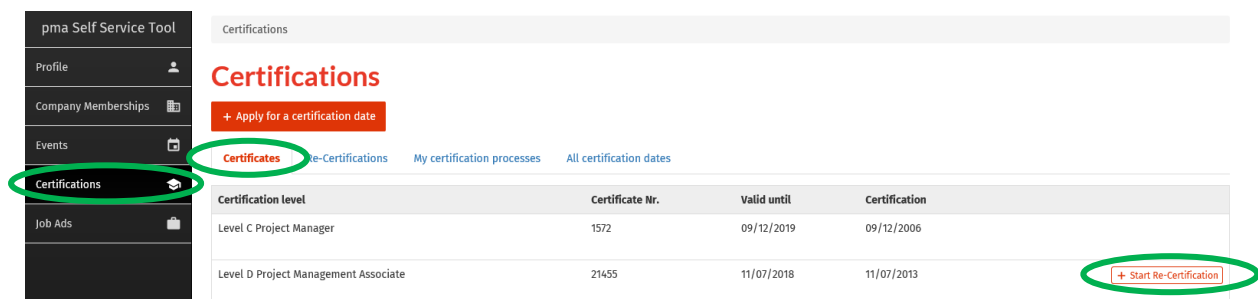 pma Self Service Tool
Profile
Company Memberships
Events
Certifications
Job Ads
Certifications
Certifications
+ Apply for a certification date
Certificates Re-Certifications My certification processes All certification dates
Certification level Certificate Nr. Valid until Certification
Level C Project Manager 1572 09/12/2019 09/12/2006
Level D Project Management Associate 21455 11/07/2018 11/07/2013 + Start Re-Certification